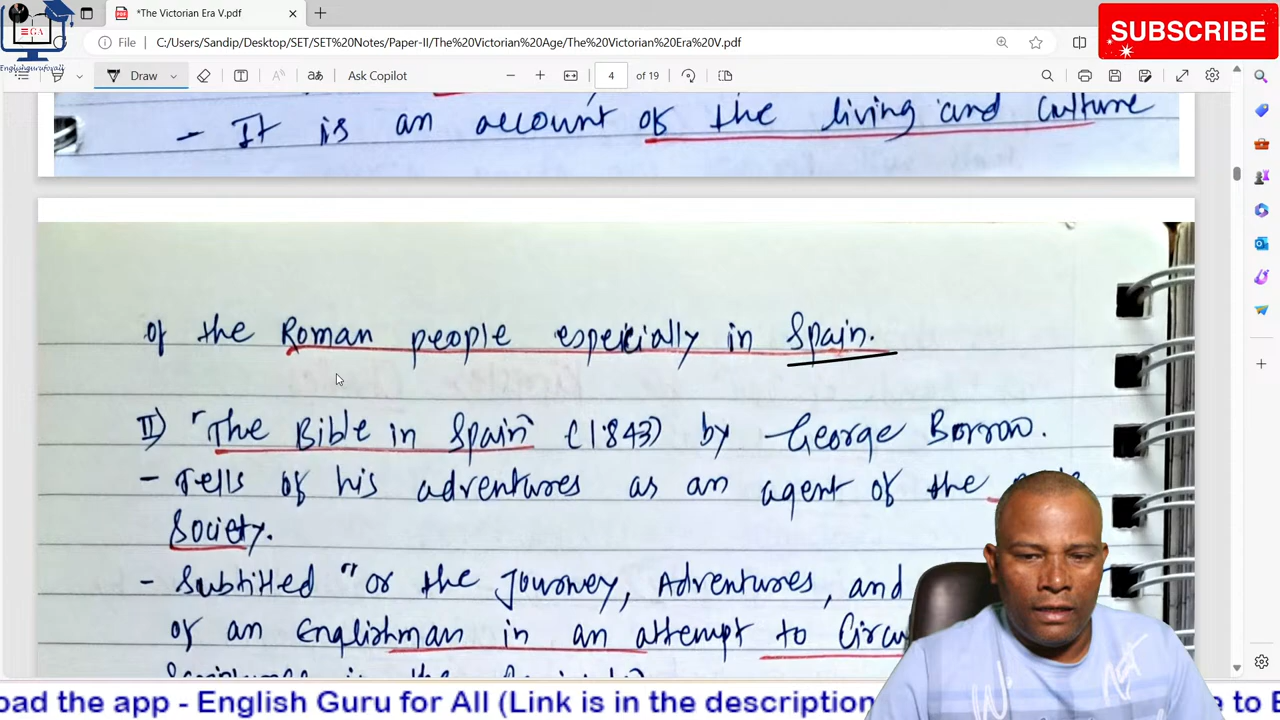 *The Victorian Era V.pdf
EGA
Englishguruforall
File
C:/Users/Sandip/Desktop/SET/SET%20Notes/Paper-II/The%20Victorian%20Age/The%20Victorian%20Era%20V.pdf
SUBSCRIBE
Draw
Ask Copilot
4 of 19
- It is an account of the living and culture
of the Roman people especially in Spain.
II) "The Bible in Spain" (1843) by George Borrow.
- Tells of his adventures as an agent of the
Society.
- Subtitled "or the Journey, Adventures, and
of an Englishman in an attempt to Circu
oad the app - English Guru for All (Link is in the description
e to B